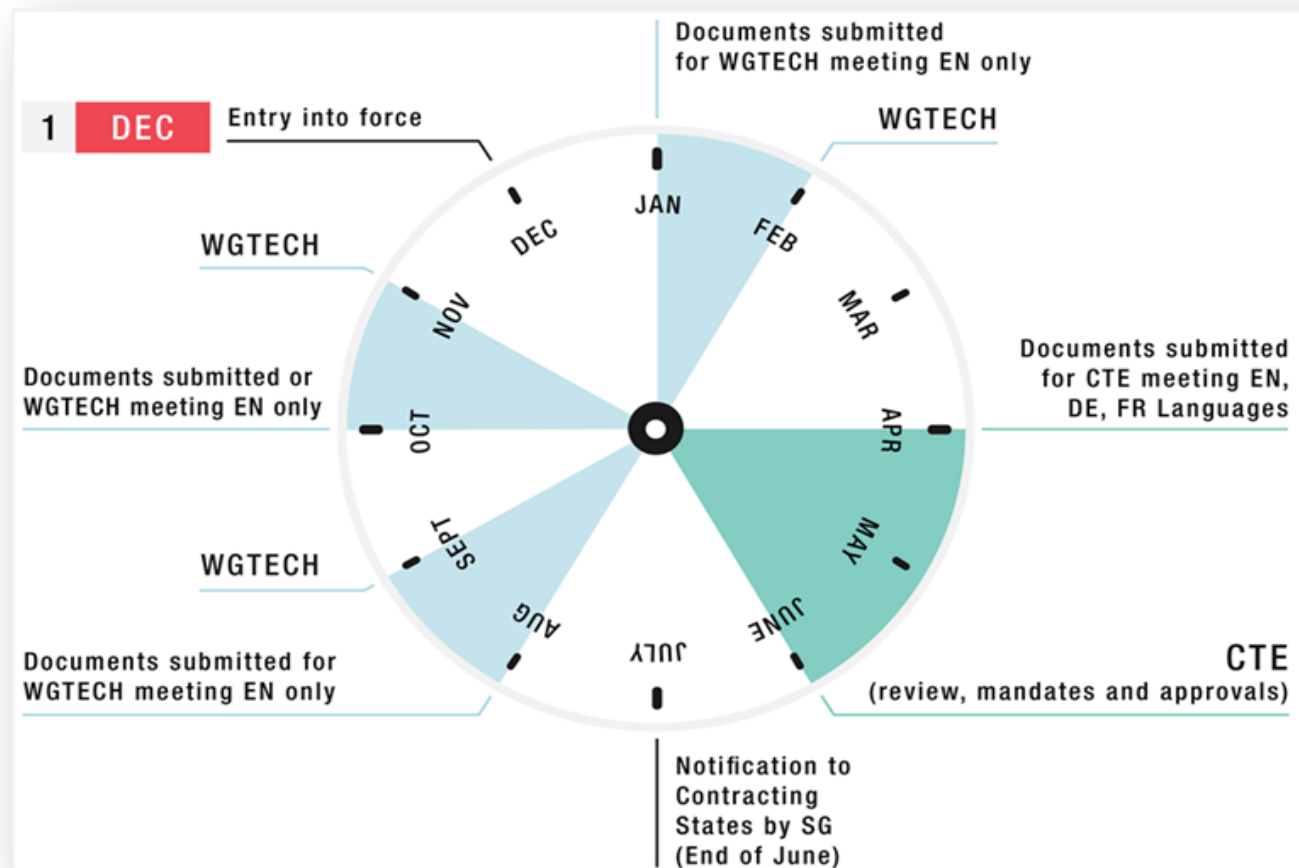 Documents submitted
for WGTECH meeting EN only
1 DEC
Entry into force
WGTECH
WGTECH
JAN
FEB
MAR
APR
MAY
JUNE
JULY
AUG
SEPT
OCT
NOV
DEC
Documents submitted
for CTE meeting EN,
DE, FR Languages
Documents submitted or
WGTECH meeting EN only
WGTECH
Documents submitted for
WGTECH meeting EN only
CTE
(review, mandates and approvals)
Notification to
Contracting
States by SG
(End of June)